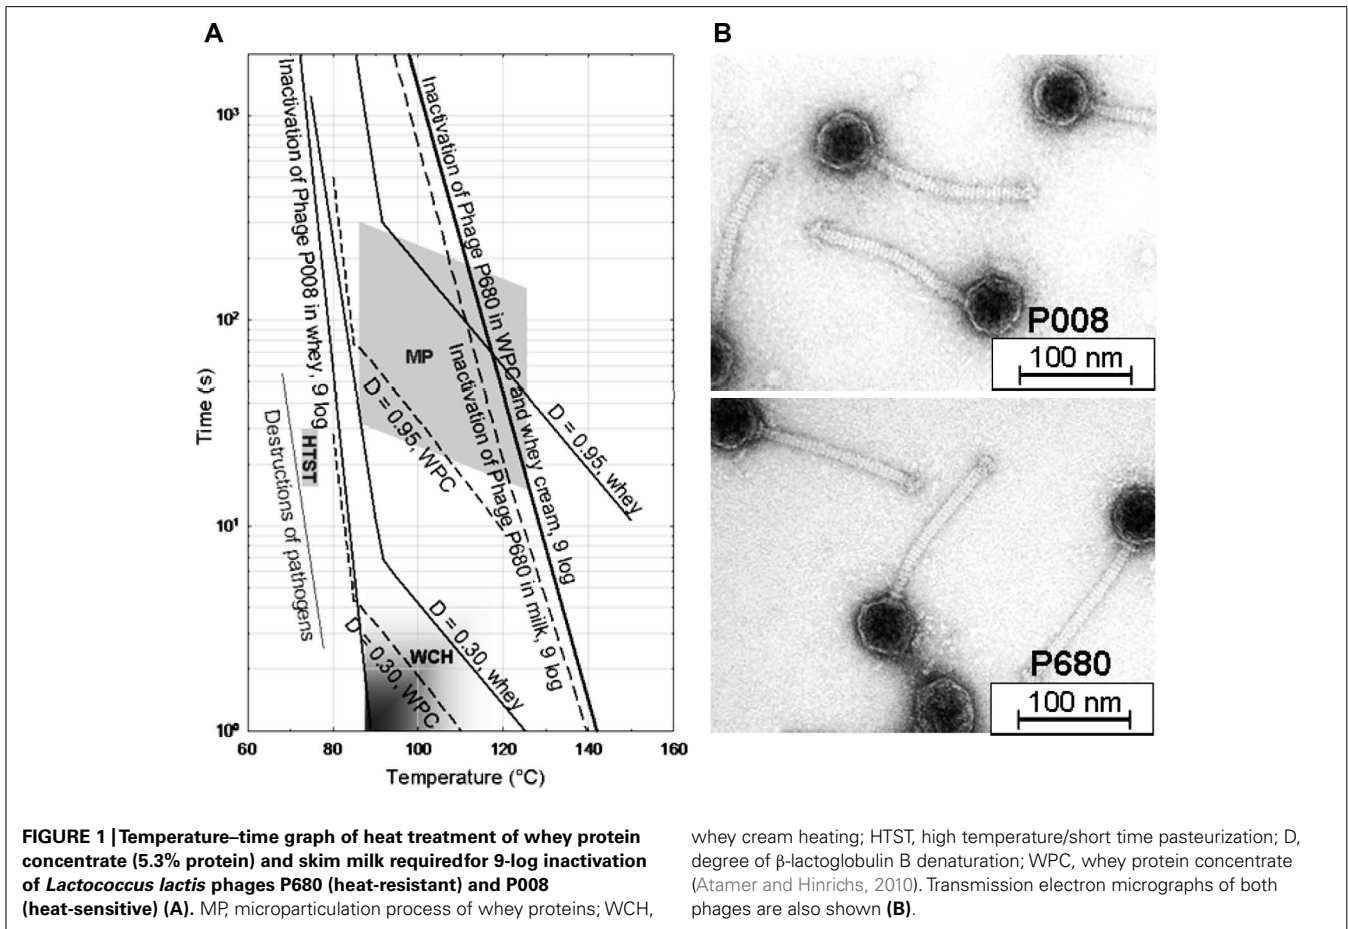 A
B
10³
10²
10¹
10⁰
60
80
100
120
140
160
Time (s)
Temperature (°C)
Inactivation of Phage P008 in whey, 9 log
Inactivation of Phage P680 in WPC and whey cream, 9 log
Inactivation of Phage P680 in milk, 9 log
Destructions of pathogens
HTST
MP
WCH
D = 0.95, WPC
D = 0.95, whey
D = 0.30, WPC
D = 0.30, whey
P008
100 nm
P680
100 nm
FIGURE 1 | Temperature–time graph of heat treatment of whey protein
concentrate (5.3% protein) and skim milk requiredfor 9-log inactivation
of Lactococcus lactis phages P680 (heat-resistant) and P008
(heat-sensitive) (A). MP, microparticulation process of whey proteins; WCH,
whey cream heating; HTST, high temperature/short time pasteurization; D,
degree of β-lactoglobulin B denaturation; WPC, whey protein concentrate
(Atamer and Hinrichs, 2010). Transmission electron micrographs of both
phages are also shown (B).